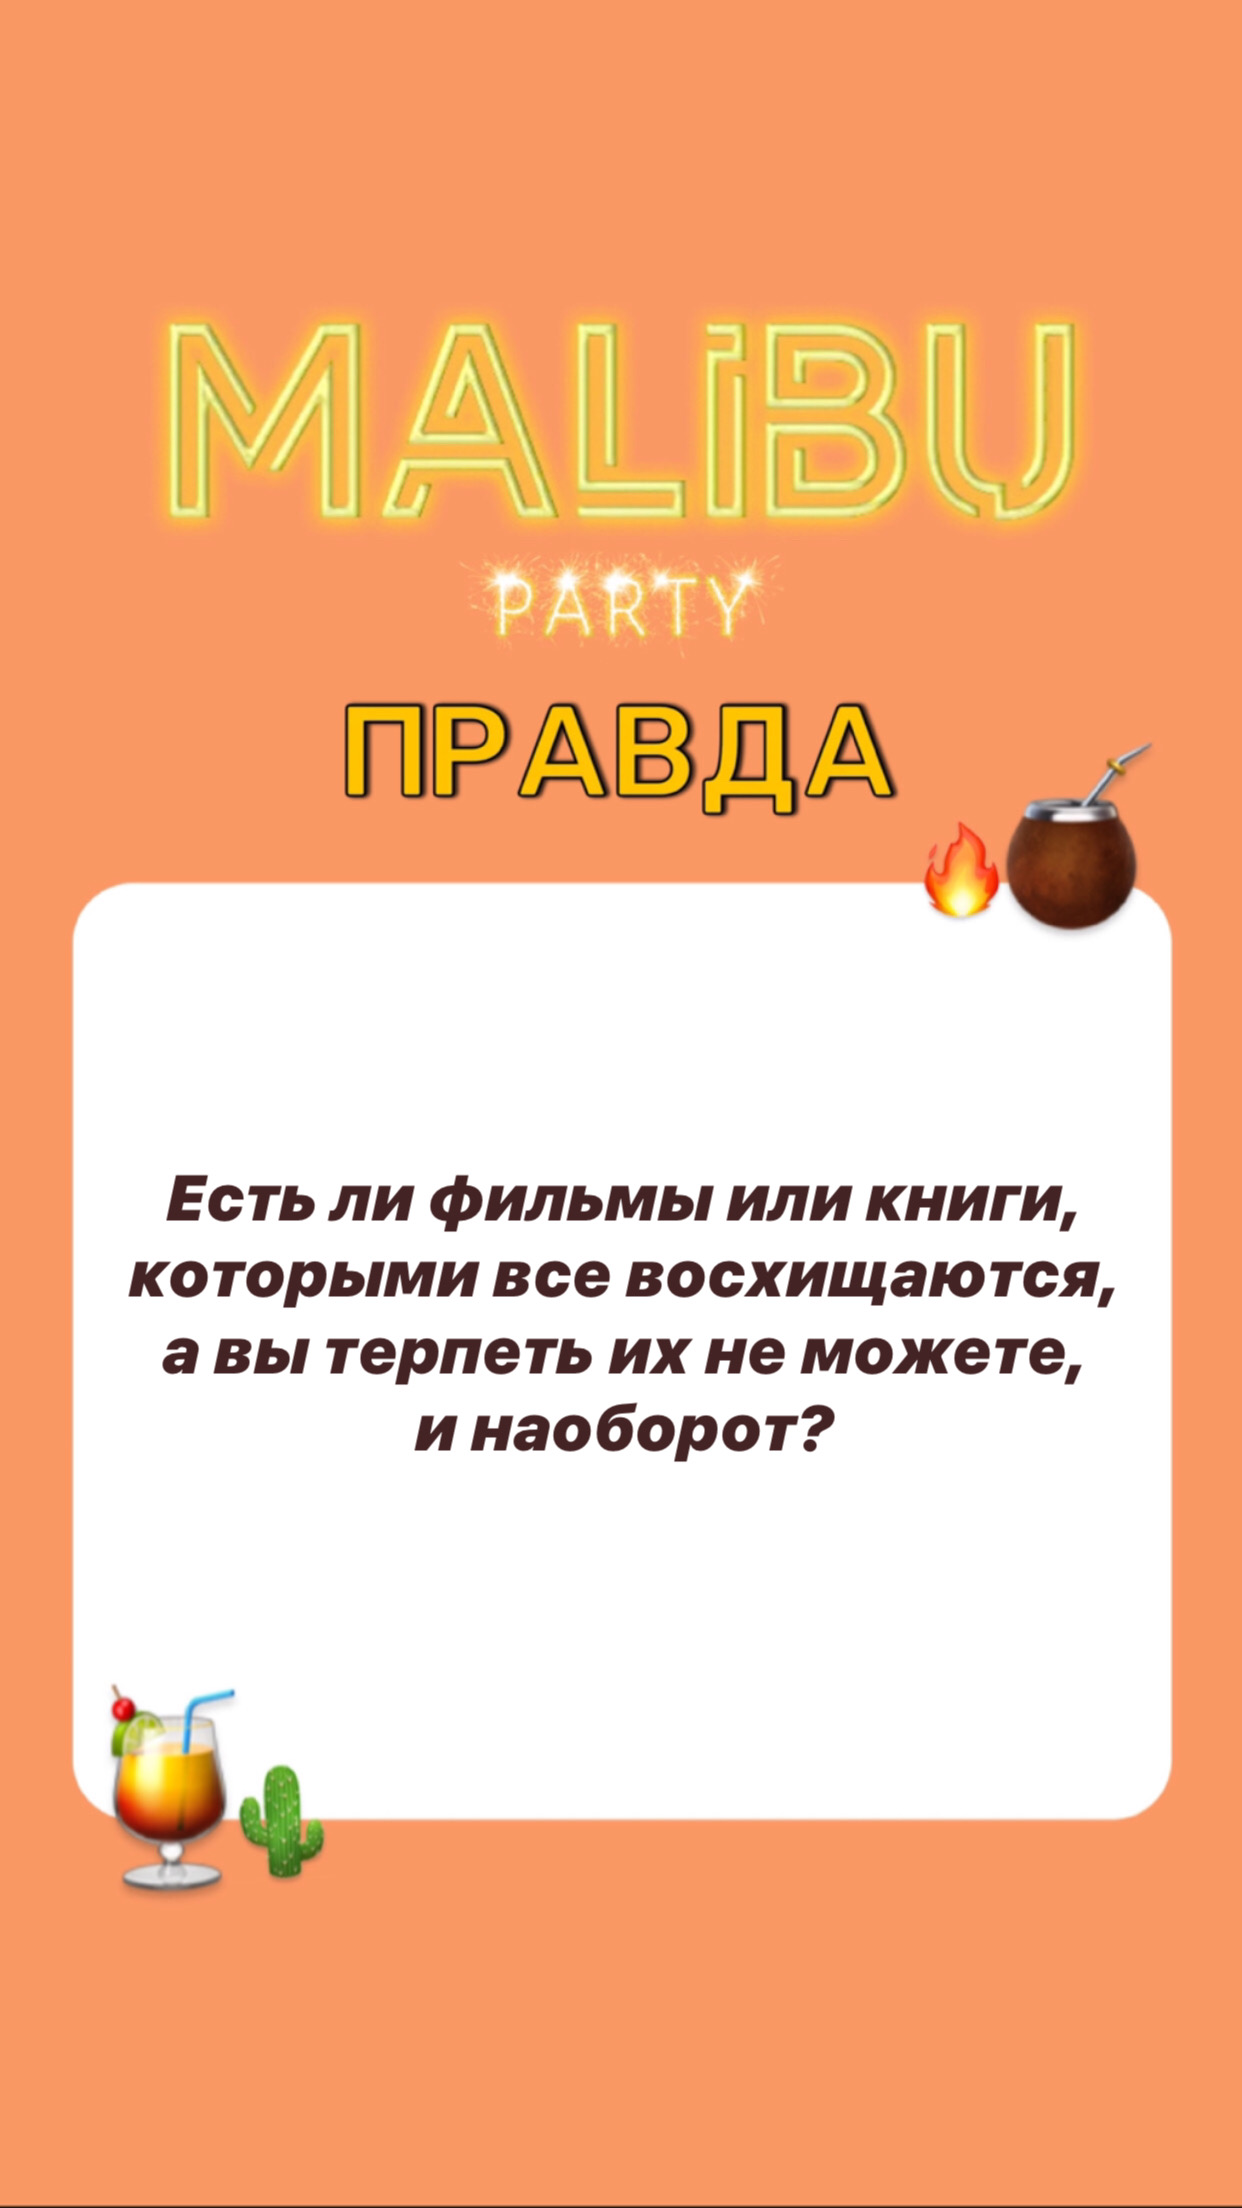 MALiBU
PARTY
ПРАВДА
Есть ли фильмы или книги,
которыми все восхищаются,
а вы терпеть их не можете,
и наоборот?